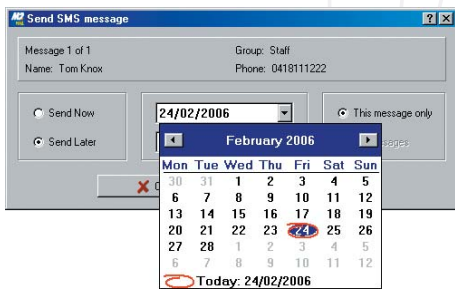 Send SMS message
Message 1 of 1
Group: Staff
Name: Tom Knox
Phone: 0418111222
Send Now
24/02/2006
This message only
Send Later
February 2006
Mon Tue Wed Thu Fri Sat Sun
30 31 1 2 3 4 5
6 7 8 9 10 11 12
13 14 15 16 17 18 19
20 21 22 23 24 25 26
27 28 1 2 3 4 5
6 7 8 9 10 11 12
Today: 24/02/2006